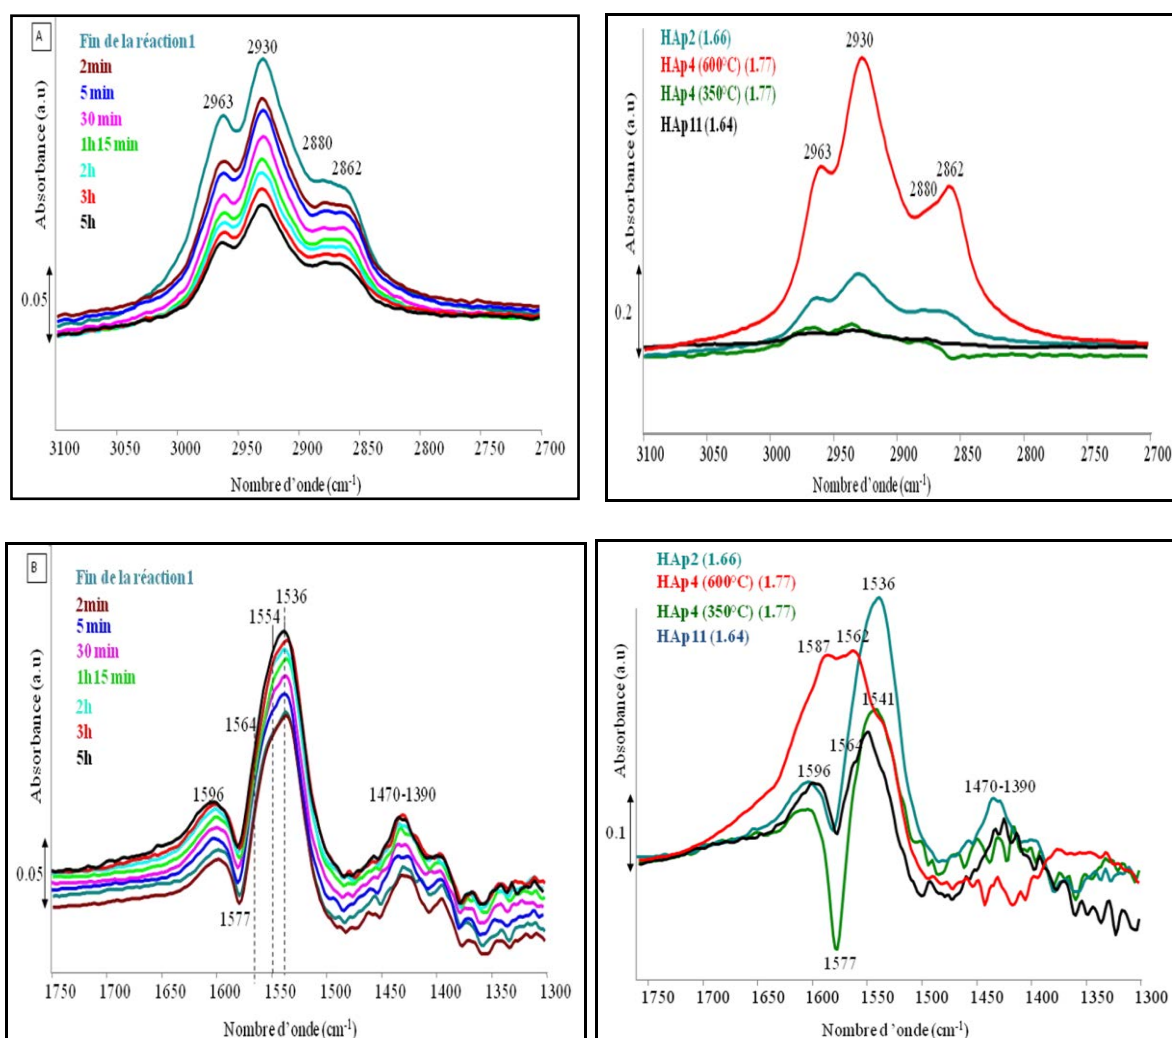 A
Fin de la réaction1
2min
5 min
30 min
1h15 min
2h
3h
5h
2930
2963
2880
2862
Absorbance (a.u)
0.05
3100 3050 3000 2950 2900 2850 2800 2750 2700
Nombre d'onde (cm-1)
HAp2 (1.66)
HAp4 (600°C) (1.77)
HAp4 (350°C) (1.77)
HAp11 (1.64)
2930
2963
2862
2880
Absorbance (a.u)
0.2
3100 3050 3000 2950 2900 2850 2800 2750 2700
Nombre d'onde (cm-1)
B
Fin de la réaction1
2min
5 min
30 min
1h15 min
2h
3h
5h
1536
1554
1564
1596
1577
1470-1390
Absorbance (a.u)
0.05
1750 1700 1650 1600 1550 1500 1450 1400 1350 1300
Nombre d'onde (cm-1)
HAp2 (1.66)
HAp4 (600°C) (1.77)
HAp4 (350°C) (1.77)
HAp11 (1.64)
1536
1587
1562
1541
1564
1596
1470-1390
1577
Absorbance (a.u)
0.1
1750 1700 1650 1600 1550 1500 1450 1400 1350 1300
Nombre d'onde (cm-1)